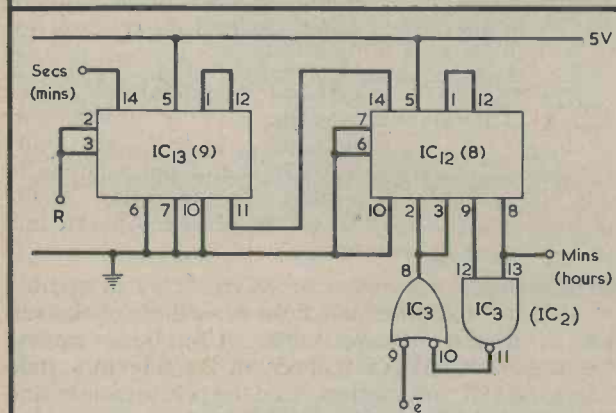 5V
Secs
(mins)
14 5 1 12
14 5 1 12
2
3
IC13 (9)
7
6
IC12 (8)
R
6 7 10 11
10 2 3 9 8
8
12 13
Mins
(hours)
IC3
IC3
(IC2)
9 10
11
e̅